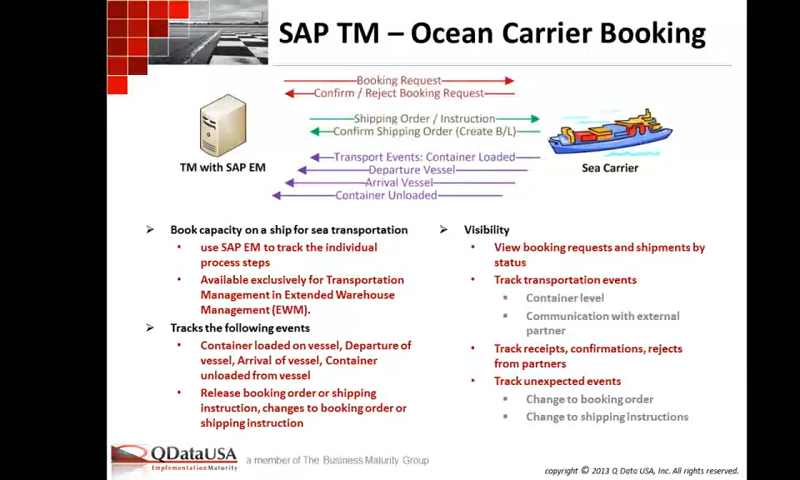 SAP TM – Ocean Carrier Booking
Booking Request
Confirm / Reject Booking Request
Shipping Order / Instruction
Confirm Shipping Order (Create B/L)
TM with SAP EM
Sea Carrier
Transport Events: Container Loaded
Departure Vessel
Arrival Vessel
Container Unloaded
Book capacity on a ship for sea transportation
use SAP EM to track the individual
process steps
Available exclusively for Transportation
Management in Extended Warehouse
Management (EWM).
Tracks the following events
Container loaded on vessel, Departure of
vessel, Arrival of vessel, Container
unloaded from vessel
Release booking order or shipping
instruction, changes to booking order or
shipping instruction
Visibility
View booking requests and shipments by
status
Track transportation events
Container level
Communication with external
partner
Track receipts, confirmations, rejects
from partners
Track unexpected events
Change to booking order
Change to shipping instructions
QDataUSA
ImplementationMaturity
a member of The Business Maturity Group
copyright © 2013 Q Data USA, Inc. All rights reserved.